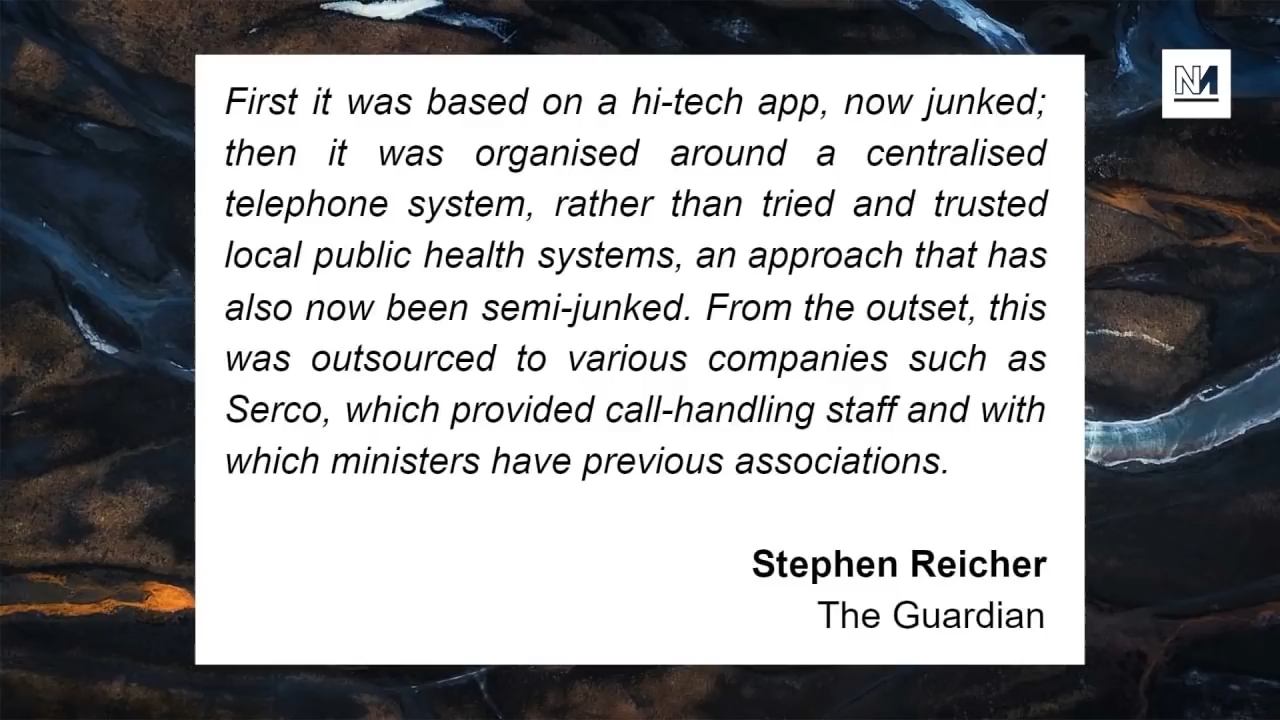 First it was based on a hi-tech app, now junked;
then it was organised around a centralised
telephone system, rather than tried and trusted
local public health systems, an approach that has
also now been semi-junked. From the outset, this
was outsourced to various companies such as
Serco, which provided call-handling staff and with
which ministers have previous associations.
Stephen Reicher
The Guardian
NM